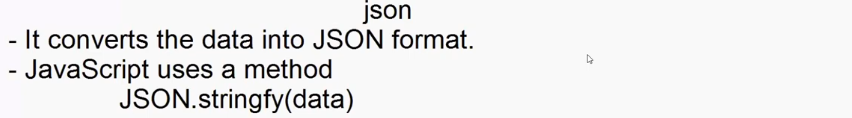 json
- It converts the data into JSON format.
- JavaScript uses a method
JSON.stringfy(data)